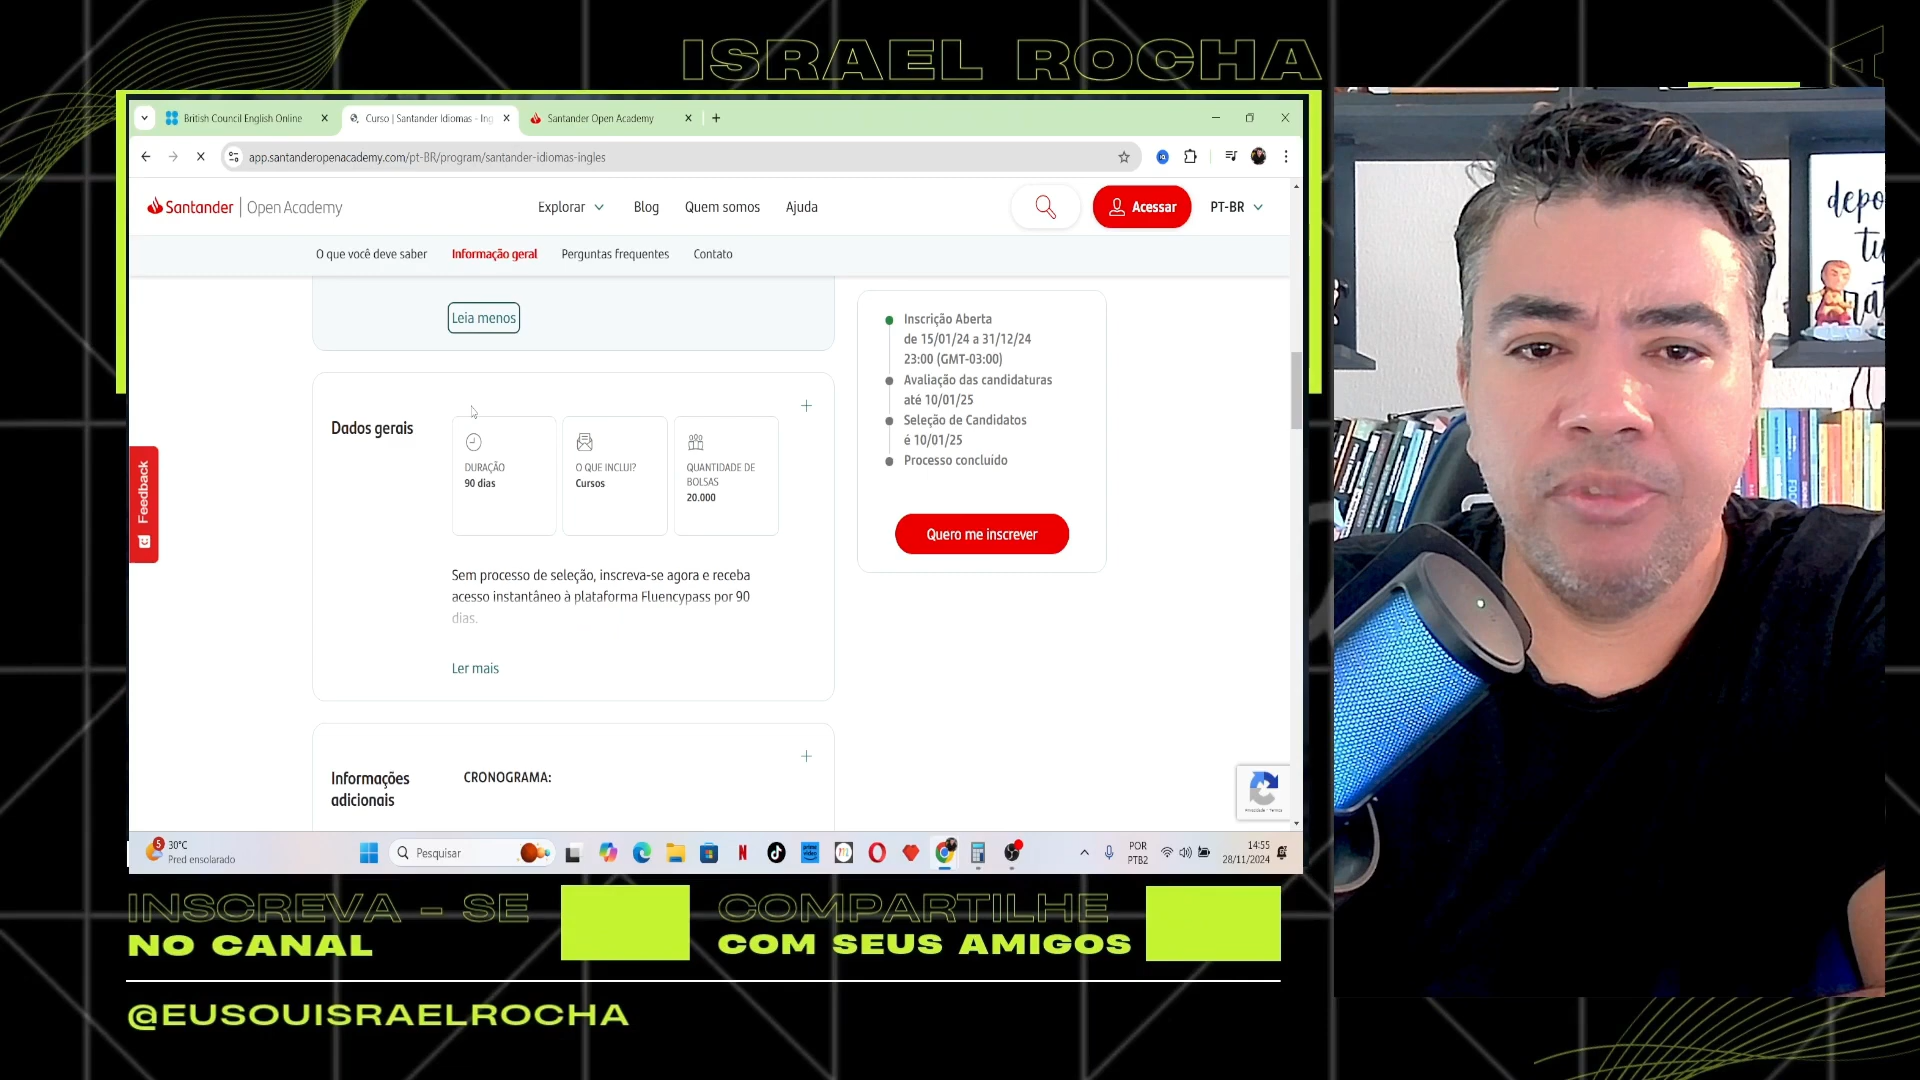 ISRAEL ROCHA
British Council English Online
Curso | Santander Idiomas - Ing
Santander Open Academy
app.santanderopenacademy.com/pt-BR/program/santander-idiomas-ingles
Santander | Open Academy
Explorar
Blog
Quem somos
Ajuda
Acessar
PT-BR
O que você deve saber
Informação geral
Perguntas frequentes
Contato
Leia menos
Dados gerais
DURAÇÃO
90 dias
O QUE INCLUI?
Cursos
QUANTIDADE DE
BOLSAS
20.000
Sem processo de seleção, inscreva-se agora e receba
acesso instantâneo à plataforma Fluencypass por 90
dias.
Ler mais
Informações
adicionais
CRONOGRAMA:
Inscrição Aberta
de 15/01/24 a 31/12/24
23:00 (GMT-03:00)
Avaliação das candidaturas
até 10/01/25
Seleção de Candidatos
é 10/01/25
Processo concluído
Quero me inscrever
Feedback
5
30°C
Pred ensolarado
Pesquisar
POR
PTB2
14:55
28/11/2024
INSCREVA - SE
NO CANAL
COMPARTILHE
COM SEUS AMIGOS
@EUSOUISRAELROCHA